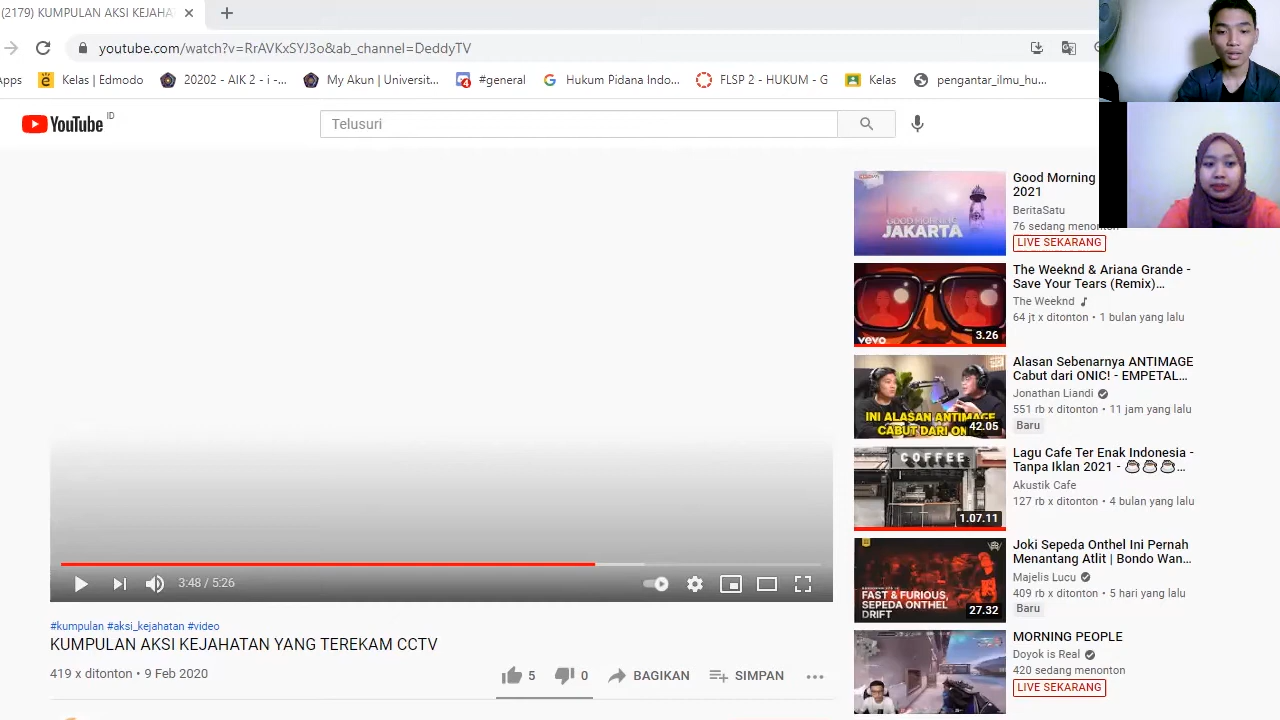 (2179) KUMPULAN AKSI KEJAHA
youtube.com/watch?v=RrAVKxSYJ3o&ab_channel=DeddyTV
Apps
Kelas | Edmodo
20202 - AIK 2 - i -...
My Akun | Universit...
#general
Hukum Pidana Indo...
FLSPR - HUKUM - G
Kelas
pengantar_ilmu_hu...
YouTube ID
Telusuri
Good Morning
2021
BeritaSatu
76 sedang menonton
LIVE SEKARANG
GOOD MORNING
JAKARTA
The Weeknd & Ariana Grande -
Save Your Tears (Remix)...
The Weeknd
64 jt x ditonton • 1 bulan yang lalu
vevo
3.26
Alasan Sebenarnya ANTIMAGE
Cabut dari ONIC! - EMPETAL...
Jonathan Liandi
551 rb x ditonton • 11 jam yang lalu
Baru
INI ALASAN ANTIMAGE
CABUT DARI ON
42.05
Lagu Cafe Ter Enak Indonesia -
Tanpa Iklan 2021 - ☕☕☕...
Akustik Cafe
127 rb x ditonton • 4 bulan yang lalu
COFFEE
1.07.11
Joki Sepeda Onthel Ini Pernah
Menantang Atlit | Bondo Wan...
Majelis Lucu
409 rb x ditonton • 5 hari yang lalu
Baru
FAST & FURIOUS,
SEPEDA ONTHEL
DRIFT
27.32
MORNING PEOPLE
Doyok is Real
420 sedang menonton
LIVE SEKARANG
3:48 / 5:26
#kumpulan #aksi_kejahatan #video
KUMPULAN AKSI KEJAHATAN YANG TEREKAM CCTV
419 x ditonton • 9 Feb 2020
5
0
BAGIKAN
SIMPAN